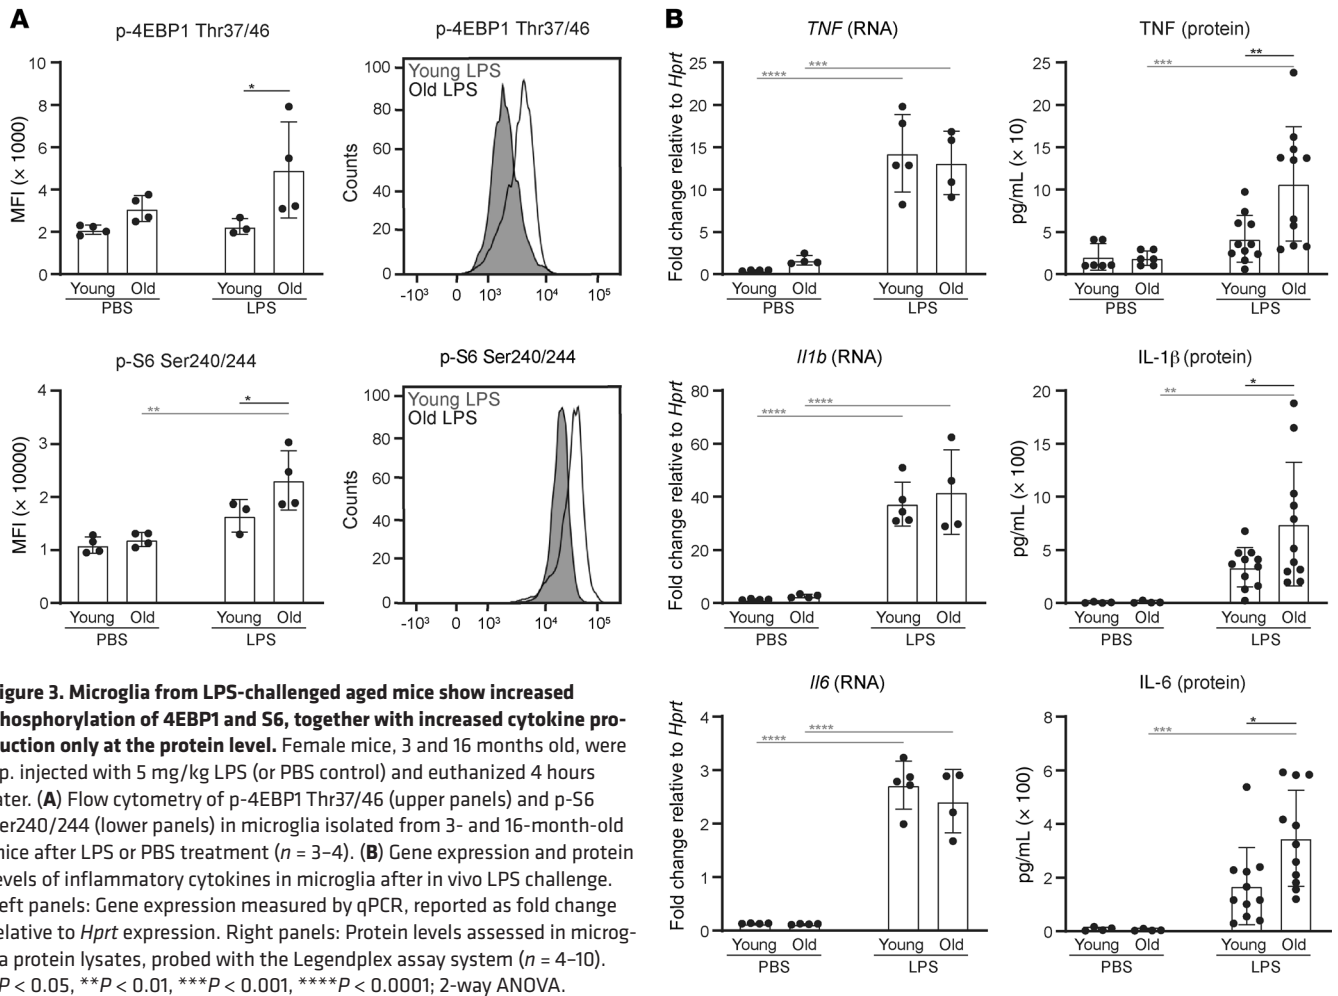 A
p-4EBP1 Thr37/46
MFI (× 1000)
10
8
6
4
2
0
*
Young Old Young Old
PBS LPS
p-4EBP1 Thr37/46
Young LPS
Old LPS
Counts
100
80
60
40
20
0
-10³ 0 10³ 10⁴ 10⁵
p-S6 Ser240/244
MFI (× 10000)
4
3
2
1
0
**
*
Young Old Young Old
PBS LPS
p-S6 Ser240/244
Young LPS
Old LPS
Counts
100
80
60
40
20
0
-10³ 0 10³ 10⁴ 10⁵
B
TNF (RNA)
Fold change relative to Hprt
25
20
15
10
5
0
***
****
Young Old Young Old
PBS LPS
TNF (protein)
pg/mL (× 10)
25
20
15
10
5
0
**
***
Young Old Young Old
PBS LPS
Il1b (RNA)
Fold change relative to Hprt
80
60
40
20
0
****
****
Young Old Young Old
PBS LPS
IL-1β (protein)
pg/mL (× 100)
20
15
10
5
0
*
**
Young Old Young Old
PBS LPS
Il6 (RNA)
Fold change relative to Hprt
4
3
2
1
0
****
****
Young Old Young Old
PBS LPS
IL-6 (protein)
pg/mL (× 100)
8
6
4
2
0
*
***
Young Old Young Old
PBS LPS
igure 3. Microglia from LPS-challenged aged mice show increased
hosphorylation of 4EBP1 and S6, together with increased cytokine pro-
uction only at the protein level. Female mice, 3 and 16 months old, were
p. injected with 5 mg/kg LPS (or PBS control) and euthanized 4 hours
ater. (A) Flow cytometry of p-4EBP1 Thr37/46 (upper panels) and p-S6
er240/244 (lower panels) in microglia isolated from 3- and 16-month-old
nice after LPS or PBS treatment (n = 3–4). (B) Gene expression and protein
evels of inflammatory cytokines in microglia after in vivo LPS challenge.
eft panels: Gene expression measured by qPCR, reported as fold change
elative to Hprt expression. Right panels: Protein levels assessed in microg-
a protein lysates, probed with the Legendplex assay system (n = 4–10).
P < 0.05, **P < 0.01, ***P < 0.001, ****P < 0.0001; 2-way ANOVA.